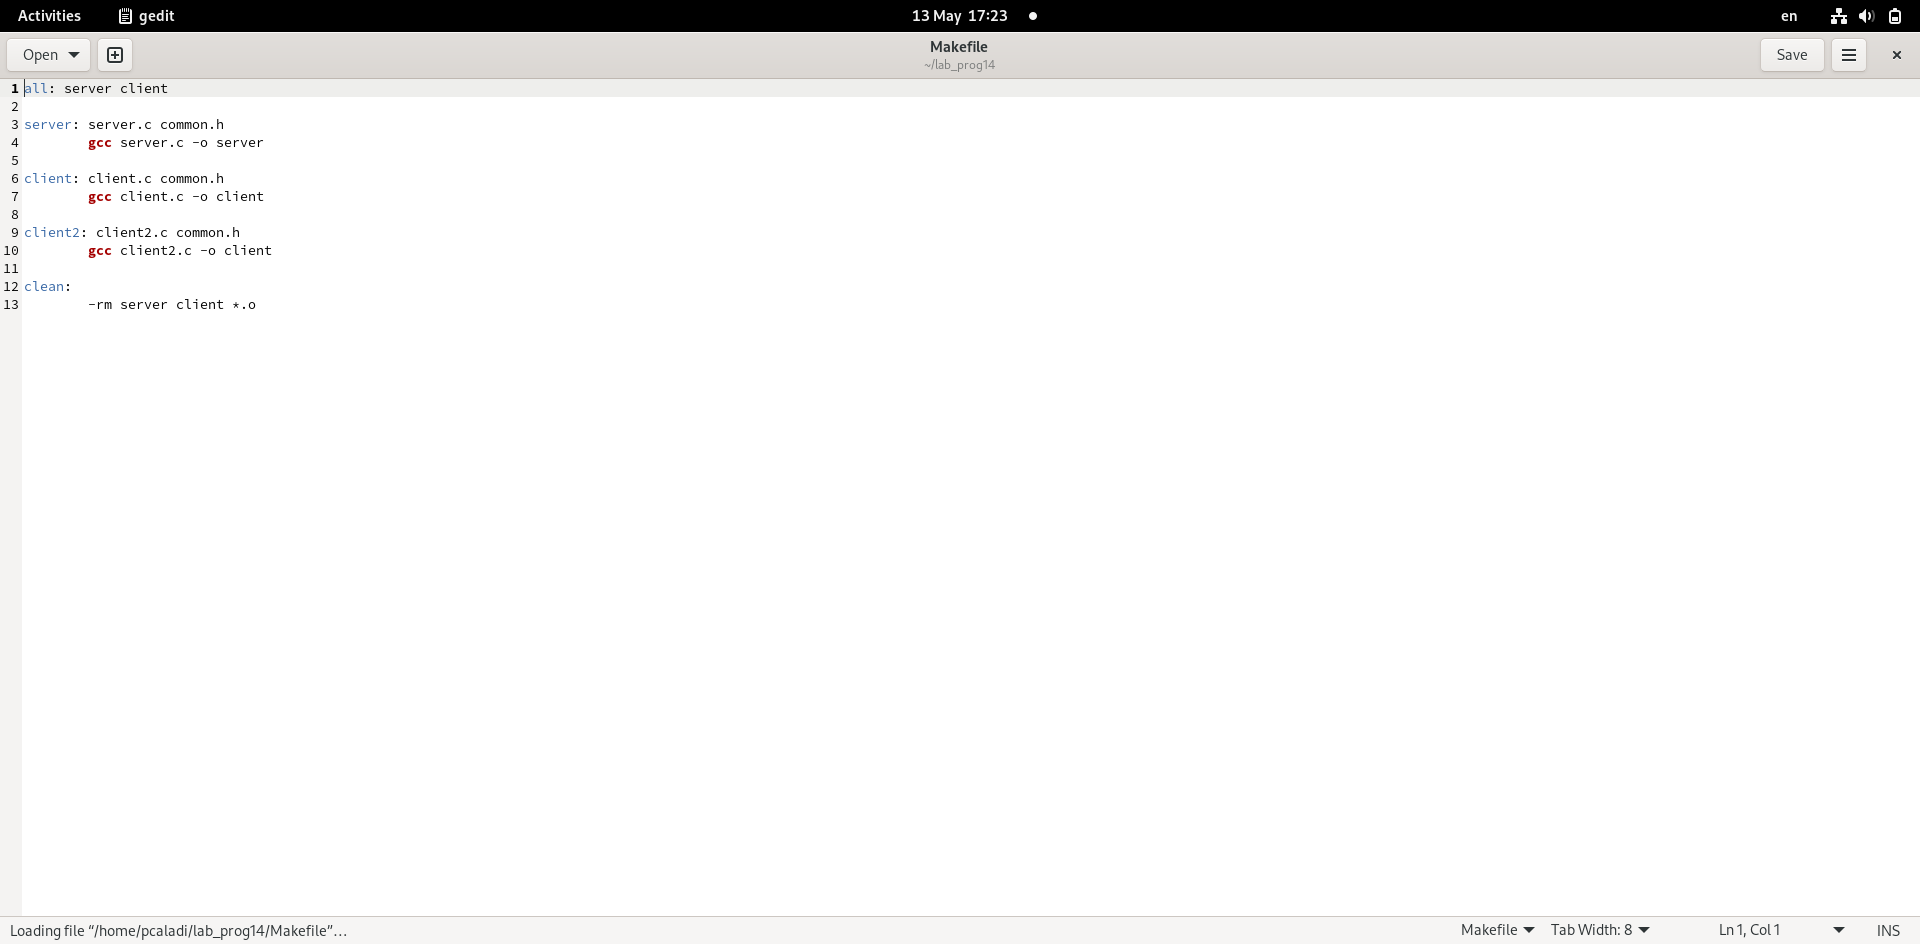 Activities gedit 13 May 17:23 en
Open Makefile Save
~/lab_prog14
1 all: server client
2
3 server: server.c common.h
4 gcc server.c -o server
5
6 client: client.c common.h
7 gcc client.c -o client
8
9 client2: client2.c common.h
10 gcc client2.c -o client
11
12 clean:
13 -rm server client *.o
Loading file “/home/pcaladi/lab_prog14/Makefile”… Makefile Tab Width: 8 Ln 1, Col 1 INS